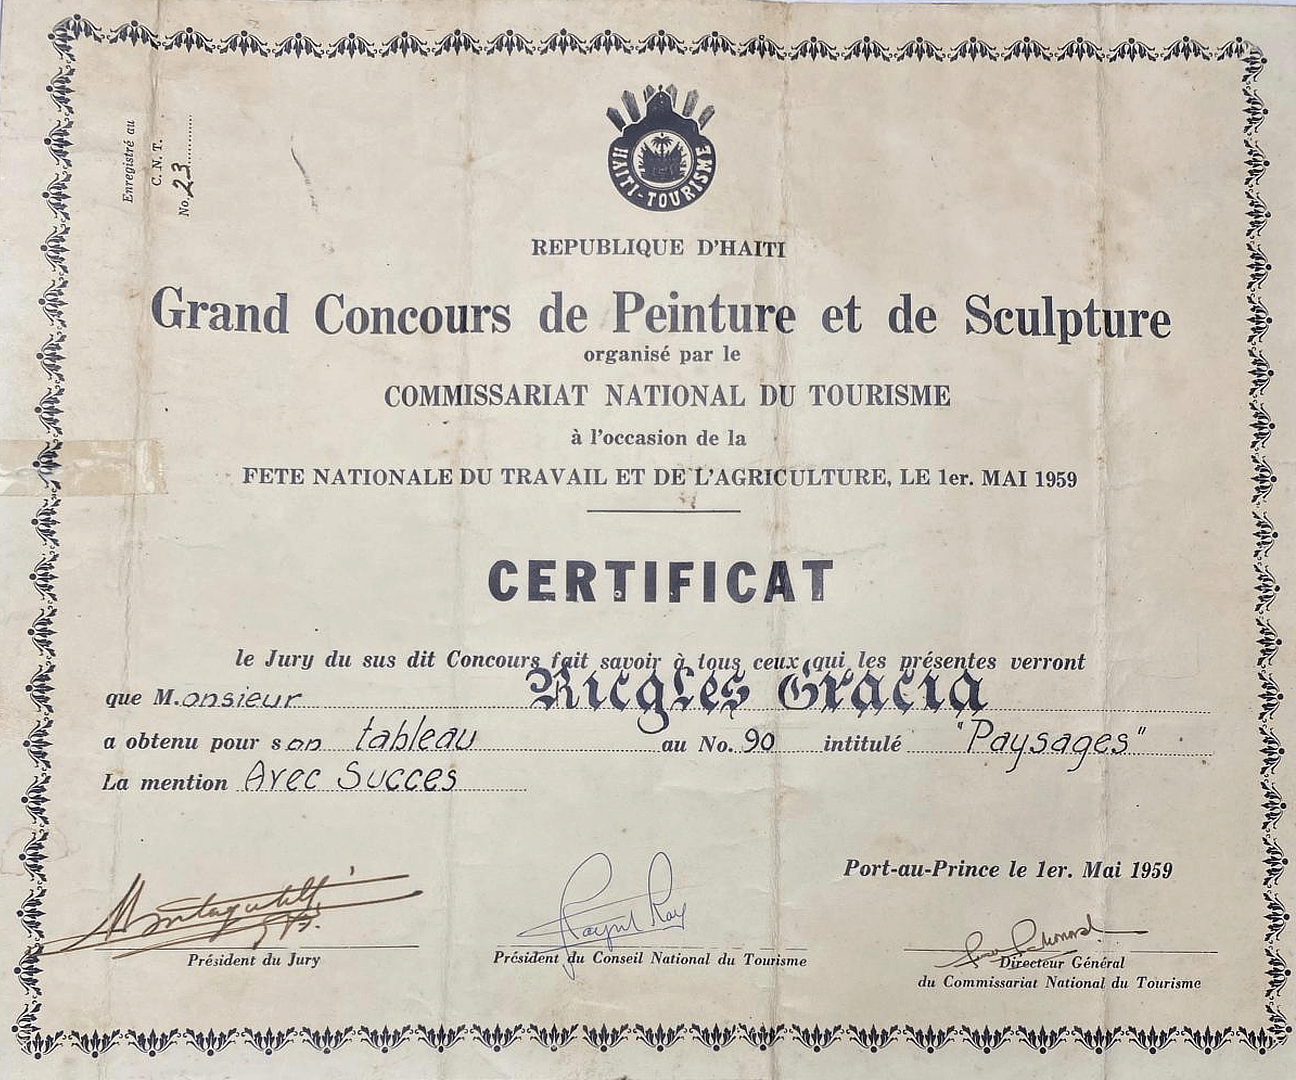 Enregistré au
C. N. T.
No. 23
HAITI - TOURISME
REPUBLIQUE D'HAITI
Grand Concours de Peinture et de Sculpture
organisé par le
COMMISSARIAT NATIONAL DU TOURISME
à l'occasion de la
FETE NATIONALE DU TRAVAIL ET DE L'AGRICULTURE, LE 1er. MAI 1959
CERTIFICAT
le Jury du sus dit Concours fait savoir à tous ceux qui les présentes verront
que M.onsieur Riegles Gracia
a obtenu pour son tableau au No. 90 intitulé "Paysages"
La mention Avec Succes
Port-au-Prince le 1er. Mai 1959
Président du Jury
Président du Conseil National du Tourisme
Directeur Général
du Commissariat National du Tourisme